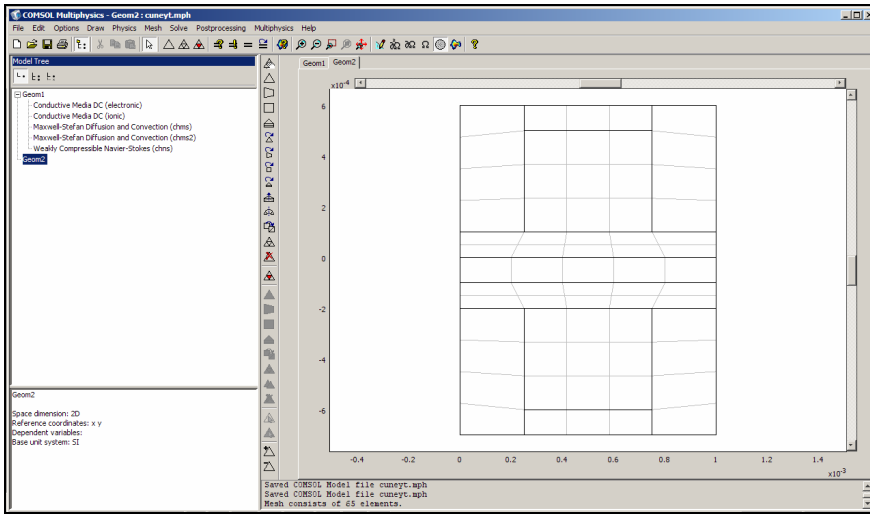 COMSOL Multiphysics - Geom2 : cuneyt.mph
File Edit Options Draw Physics Mesh Solve Postprocessing Multiphysics Help
Model Tree
Geom1
Conductive Media DC (electronic)
Conductive Media DC (ionic)
Maxwell-Stefan Diffusion and Convection (chms)
Maxwell-Stefan Diffusion and Convection (chms2)
Weakly Compressible Navier-Stokes (chns)
Geom2
Geom2
Space dimension: 2D
Reference coordinates: x y
Dependent variables:
Base unit system: SI
Geom1 Geom2
x10-4
6
4
2
0
-2
-4
-6
-0.4 -0.2 0 0.2 0.4 0.6 0.8 1 1.2 1.4
x10-3
Saved COMSOL Model file cuneyt.mph
Saved COMSOL Model file cuneyt.mph
Mesh consists of 65 elements.